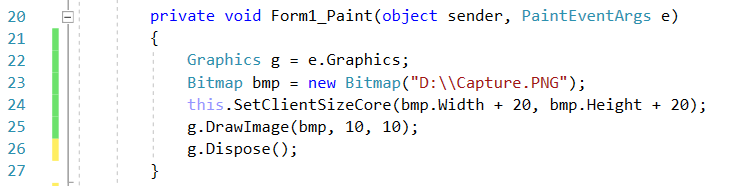 20 private void Form1_Paint(object sender, PaintEventArgs e)
21 {
22 Graphics g = e.Graphics;
23 Bitmap bmp = new Bitmap("D:\\Capture.PNG");
24 this.SetClientSizeCore(bmp.Width + 20, bmp.Height + 20);
25 g.DrawImage(bmp, 10, 10);
26 g.Dispose();
27 }